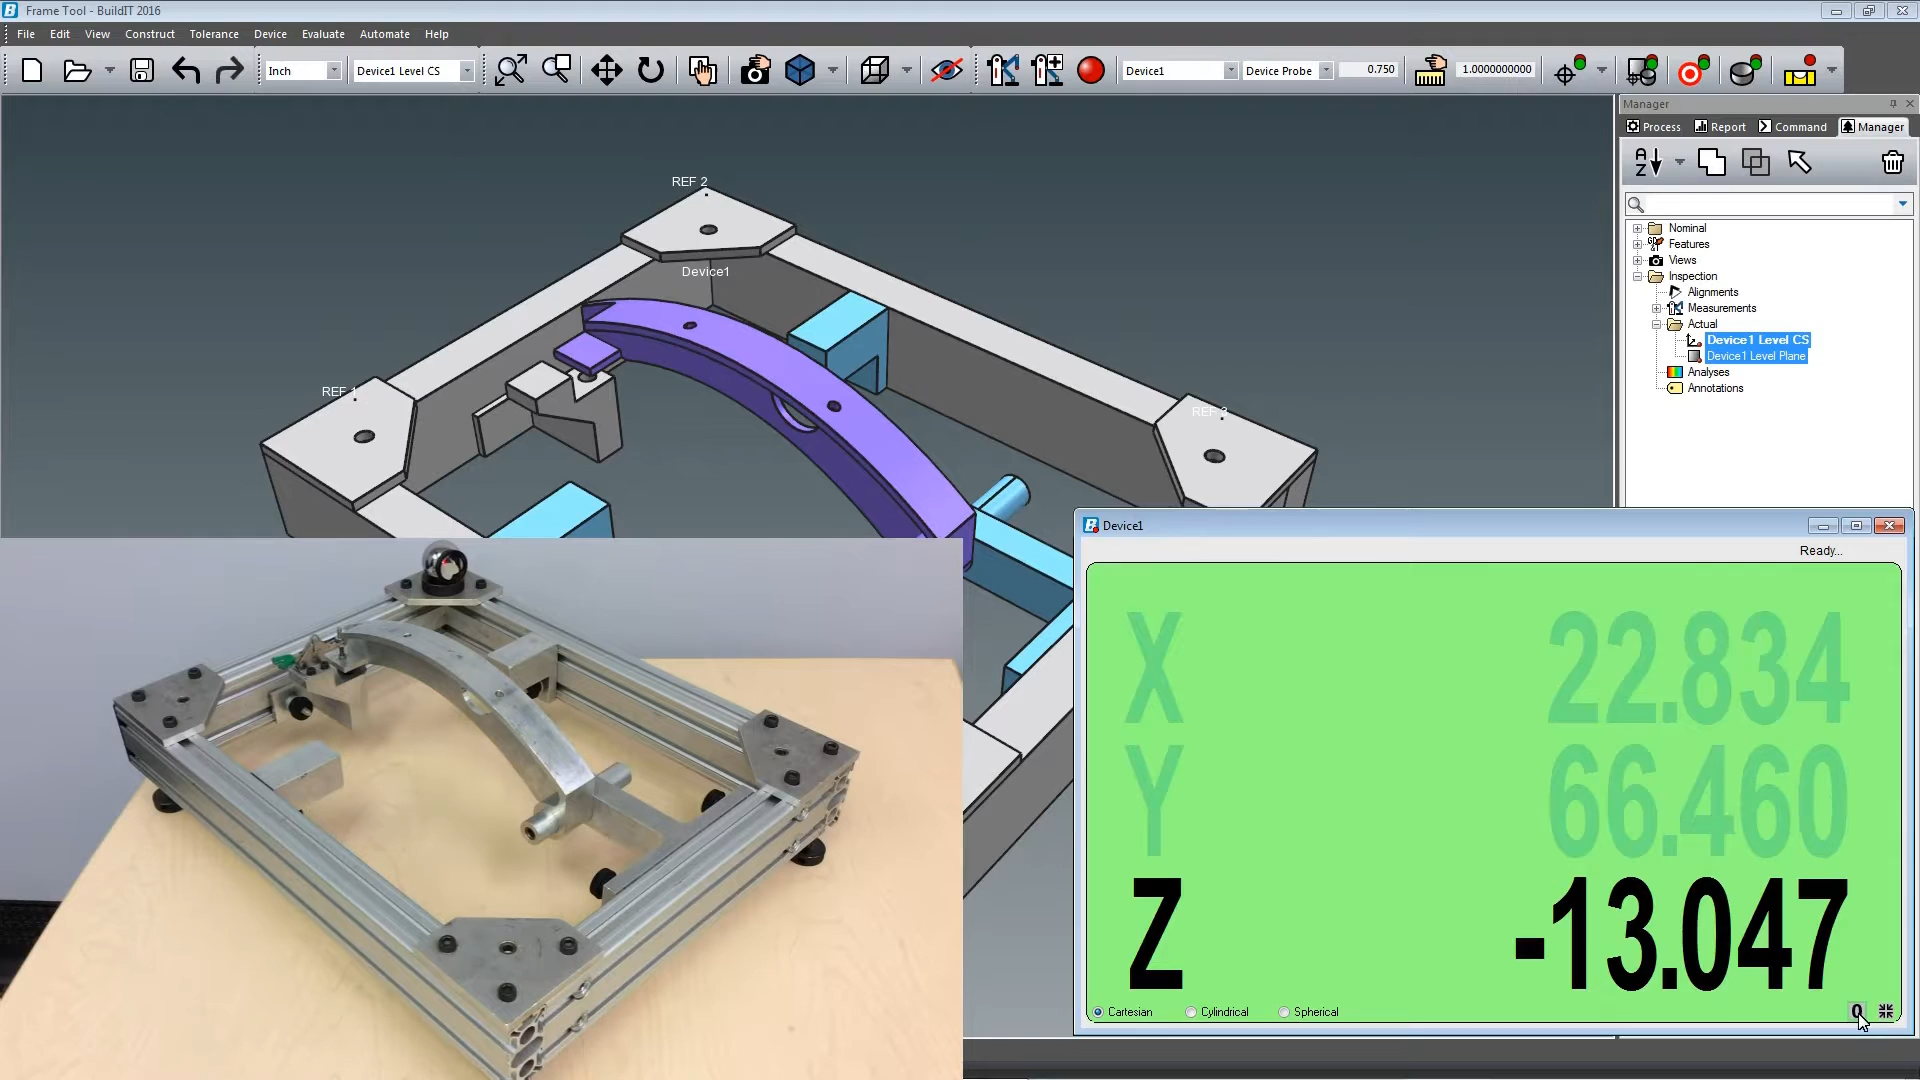 Frame Tool - BuildIT 2016
File Edit View Construct Tolerance Device Evaluate Automate Help
Inch Device1 Level CS Device1 Device Probe 0.750 1.0000000000
Manager
Process Report Command Manager
A
Z
Nominal
Features
Views
Inspection
Alignments
Measurements
Actual
Device1 Level CS
Device1 Level Plane
Analyses
Annotations
REF 2
Device1
REF 1
REF 3
Device1
Ready...
X 22.834
Y 66.460
Z -13.047
Cartesian Cylindrical Spherical 0